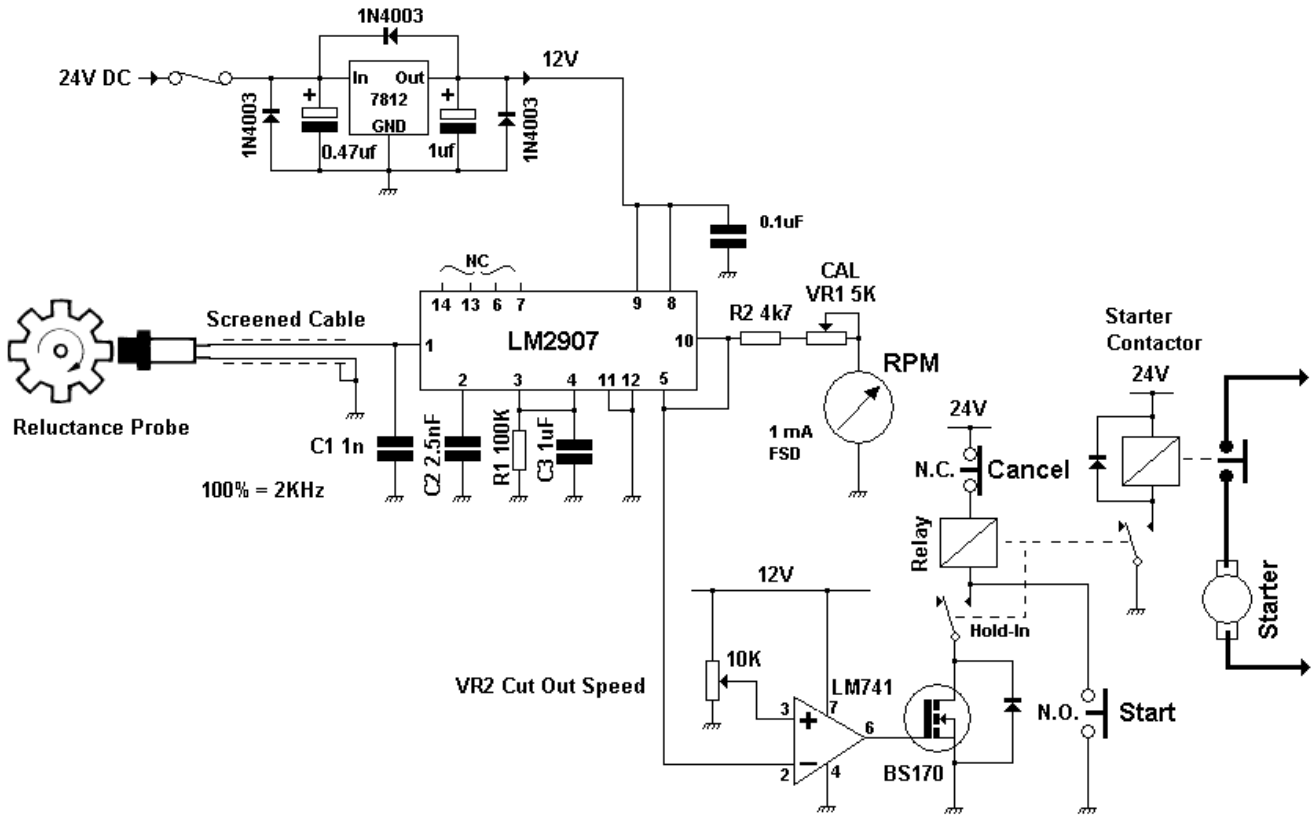 1N4003
24V DC
12V
In Out
7812
GND
+
+
1N4003
0.47uf
1uf
1N4003
0.1uF
NC
14 13 6 7
9 8
CAL
VR1 5K
R2 4k7
Screened Cable
1
LM2907
10
2 3 4 11 12 5
RPM
1 mA
FSD
Reluctance Probe
C1 1n
C2 2.5nF
R1 100K
C3 1uF
100% = 2KHz
Starter
Contactor
24V
24V
N.C.
Cancel
Relay
Hold-In
Starter
12V
10K
VR2 Cut Out Speed
LM741
3
+
7
6
2
−
4
BS170
N.O.
Start